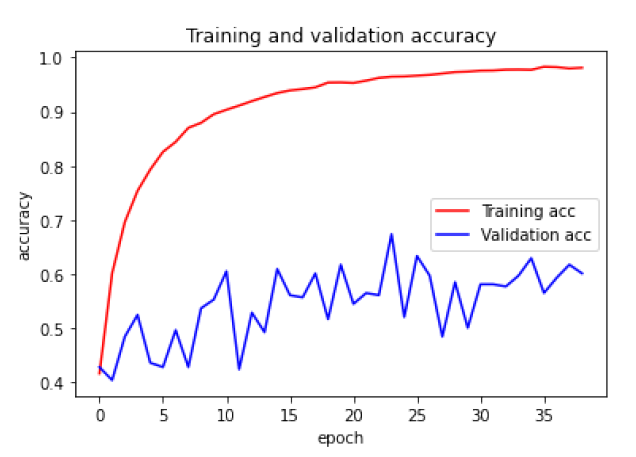 Training and validation accuracy
1.0
0.9
0.8
0.7
0.6
0.5
0.4
accuracy
Training acc
Validation acc
0 5 10 15 20 25 30 35
epoch